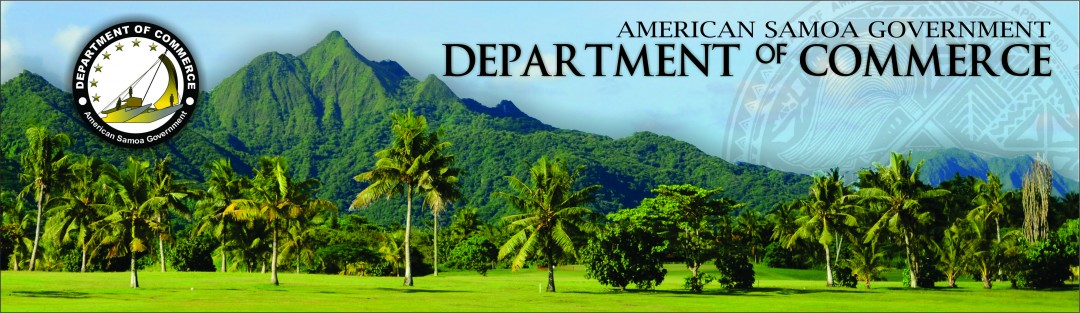 AMERICAN SAMOA GOVERNMENT
DEPARTMENT OF COMMERCE
DEPARTMENT OF COMMERCE
American Samoa Government